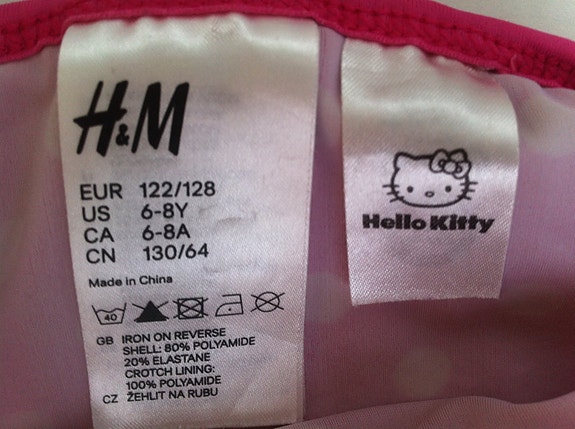 H&M
EUR 122/128
US 6-8Y
CA 6-8A
CN 130/64
Made in China
40
GB IRON ON REVERSE
SHELL: 80% POLYAMIDE
20% ELASTANE
CROTCH LINING:
100% POLYAMIDE
CZ ŽEHLIT NA RUBU
Hello Kitty